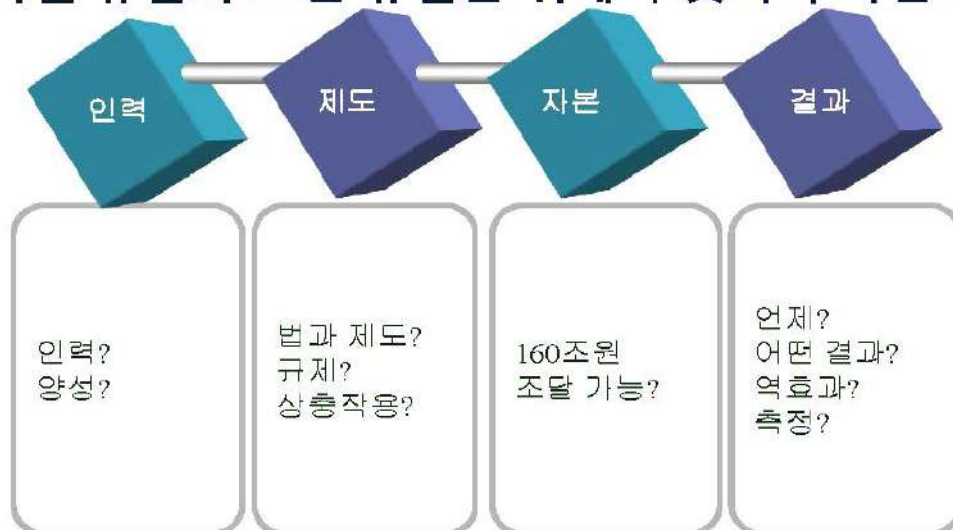 인력
제도
자본
결과
인력?
양성?
법과 제도?
규제?
상충작용?
160조원
조달 가능?
언제?
어떤 결과?
역효과?
측정?